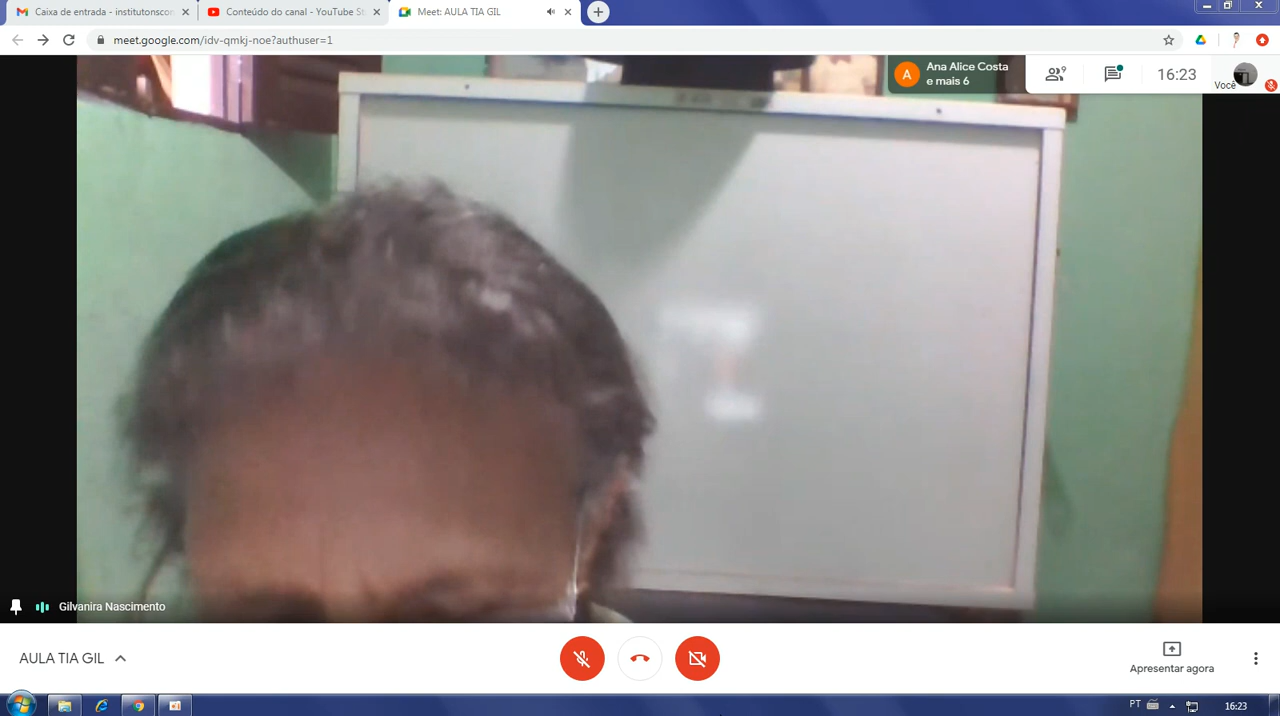 Caixa de entrada - institutonscon
Conteúdo do canal - YouTube St
Meet: AULA TIA GIL
meet.google.com/idv-qmkj-noe?authuser=1
A
Ana Alice Costa
e mais 6
9
16:23
Você
Gilvanira Nascimento
AULA TIA GIL
Apresentar agora
PT
16:23